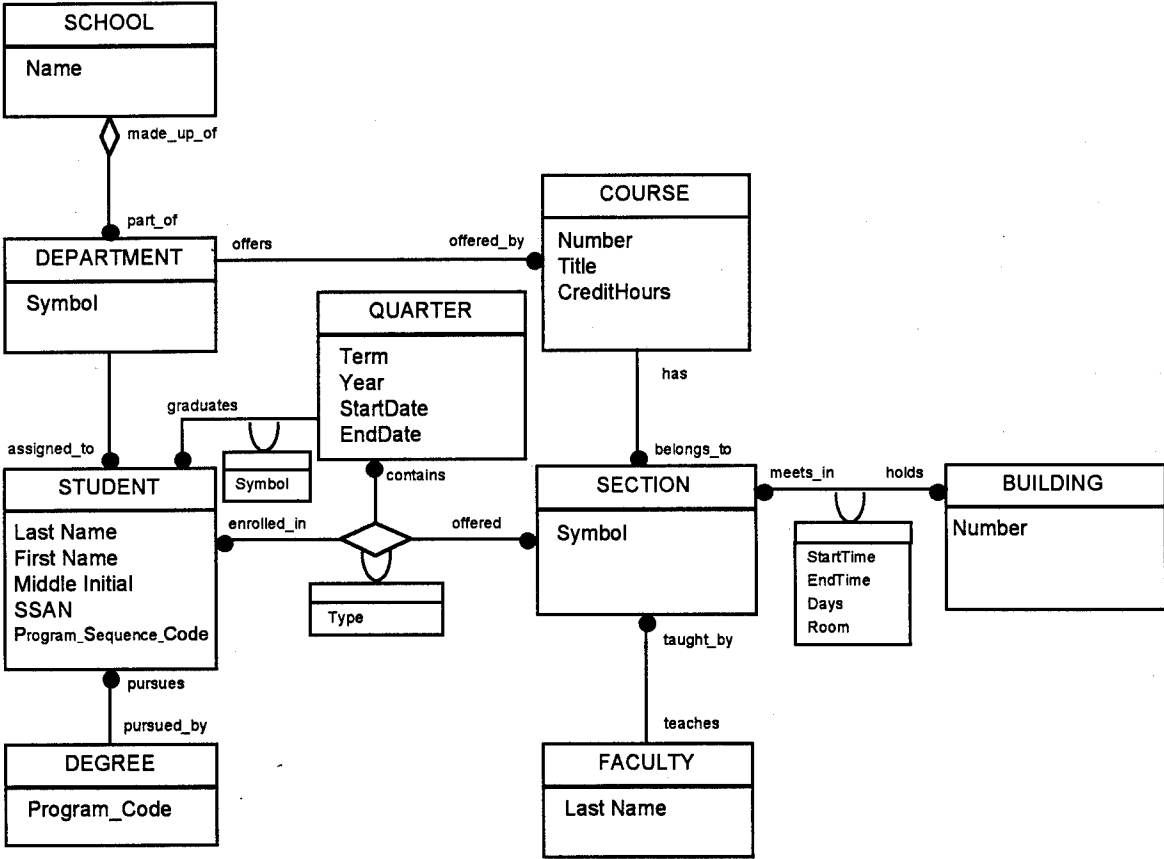 SCHOOL
Name
made_up_of
part_of
DEPARTMENT
Symbol
offers
offered_by
COURSE
Number
Title
CreditHours
QUARTER
Term
Year
StartDate
EndDate
graduates
Symbol
contains
has
belongs_to
assigned_to
STUDENT
Last Name
First Name
Middle Initial
SSAN
Program_Sequence_Code
enrolled_in
offered
Type
SECTION
Symbol
meets_in
holds
StartTime
EndTime
Days
Room
BUILDING
Number
pursues
pursued_by
DEGREE
Program_Code
taught_by
teaches
FACULTY
Last Name